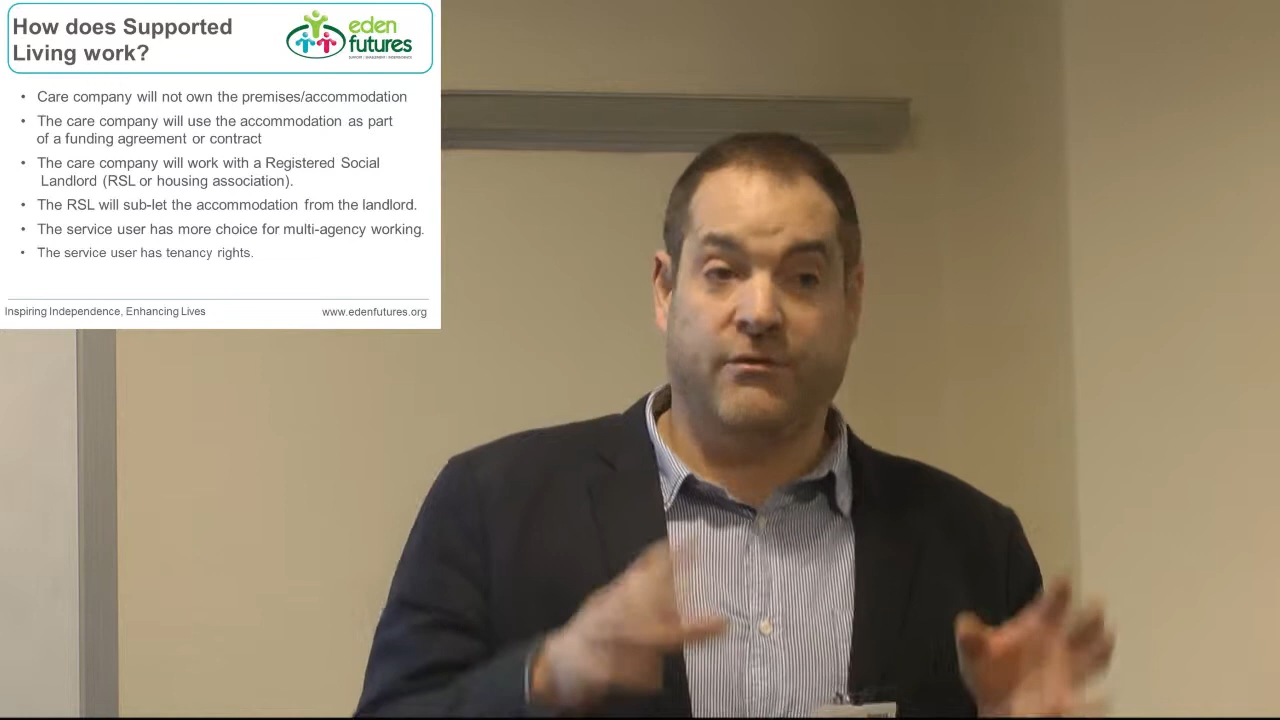 How does Supported
Living work?
eden
futures
SUPPORT | ENABLEMENT | INDEPENDENCE
• Care company will not own the premises/accommodation
• The care company will use the accommodation as part
of a funding agreement or contract
• The care company will work with a Registered Social
Landlord (RSL or housing association).
• The RSL will sub-let the accommodation from the landlord.
• The service user has more choice for multi-agency working.
• The service user has tenancy rights.
Inspiring Independence, Enhancing Lives
www.edenfutures.org